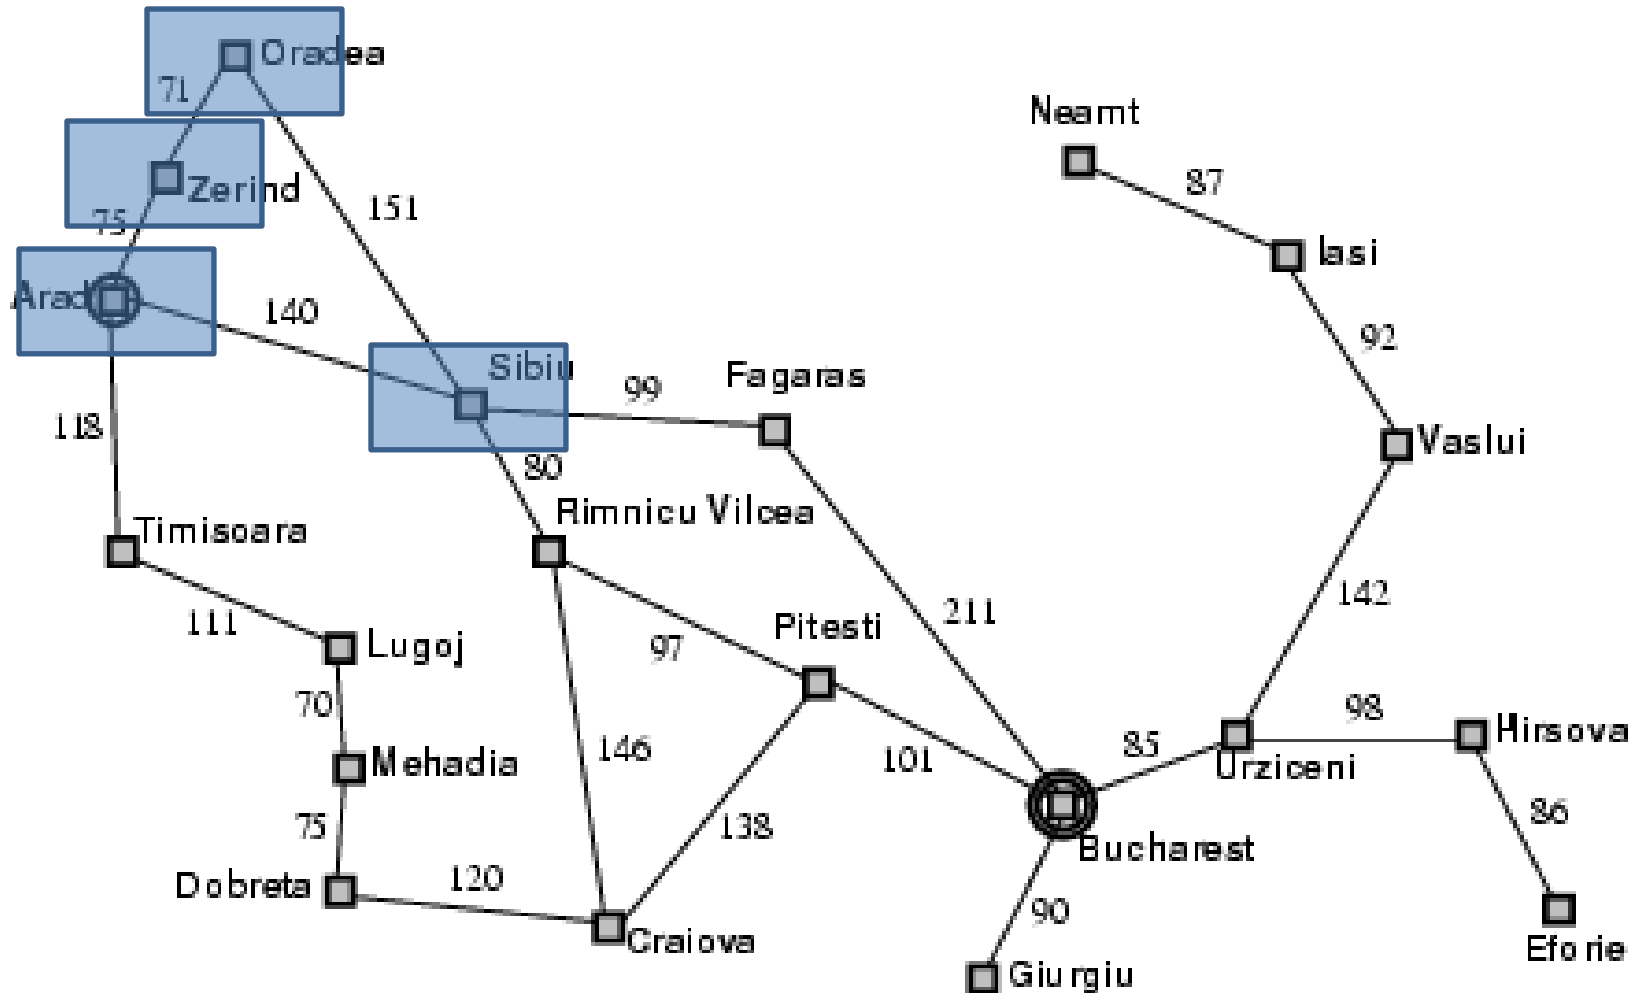 Oradea
71
Neamt
Zerind
87
151
75
Iasi
Arad
140
92
Sibiu
99
Fagaras
118
Vaslui
80
Rimnicu Vilcea
Timisoara
142
111
211
Pitesti
Lugoj
97
70
98
Hirsova
146
85
Mehadia
101
Urziceni
75
138
86
Bucharest
Dobreta
120
90
Craiova
Eforie
Giurgiu